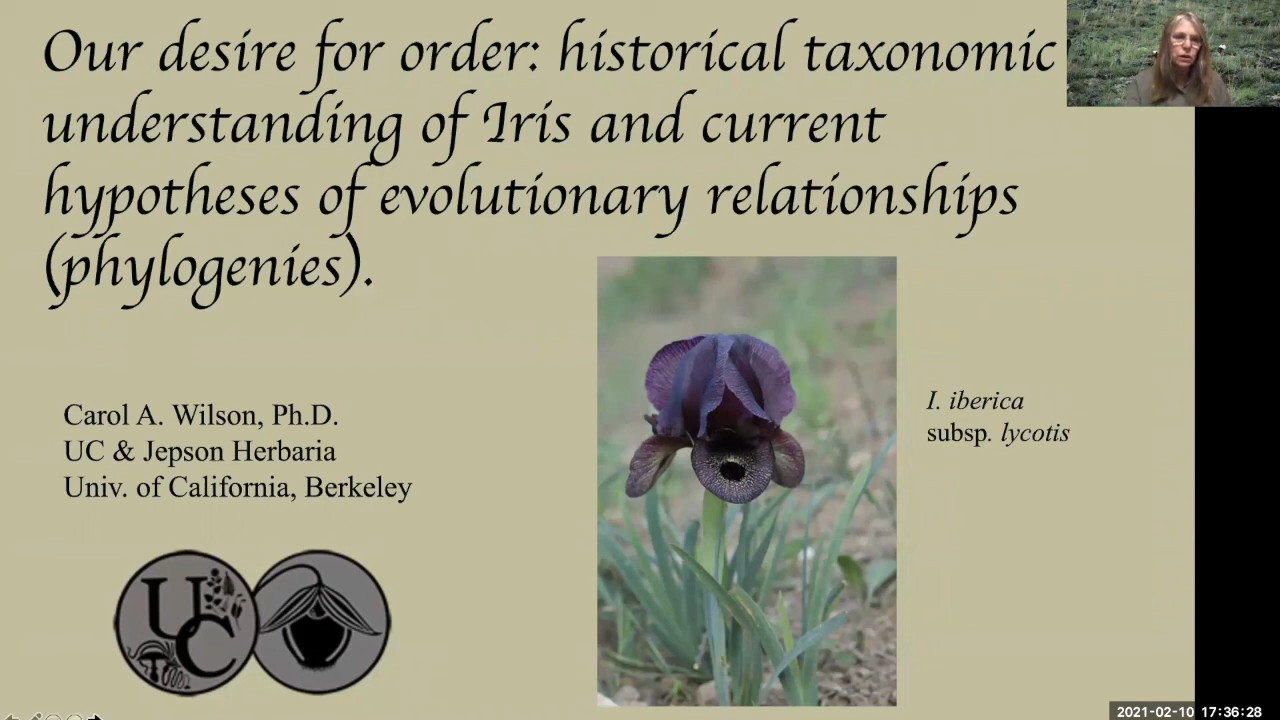 Our desire for order: historical taxonomic
understanding of Iris and current
hypotheses of evolutionary relationships
(phylogenies).
Carol A. Wilson, Ph.D.
UC & Jepson Herbaria
Univ. of California, Berkeley
I. iberica
subsp. lycotis
UC
2021-02-10 17:36:28